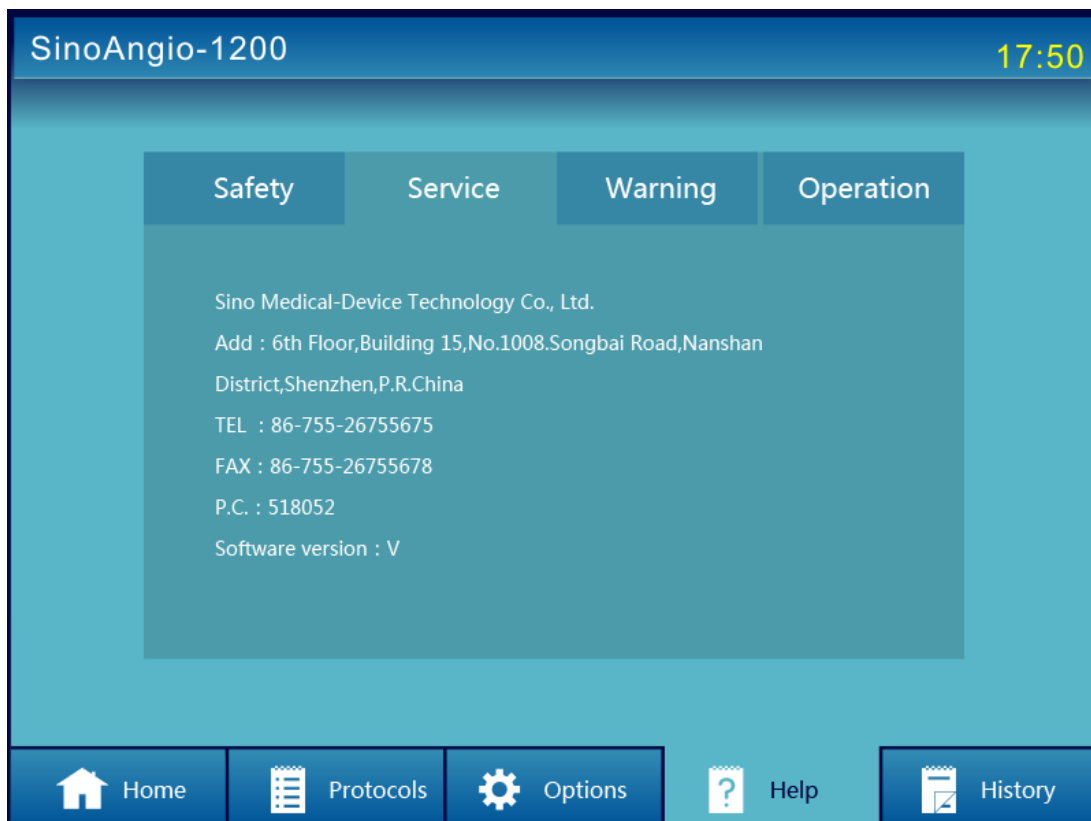 SinoAngio-1200
17:50
Safety
Service
Warning
Operation
Sino Medical-Device Technology Co., Ltd.
Add : 6th Floor,Building 15,No.1008.Songbai Road,Nanshan
District,Shenzhen,P.R.China
TEL : 86-755-26755675
FAX : 86-755-26755678
P.C. : 518052
Software version : V
Home
Protocols
Options
? Help
History